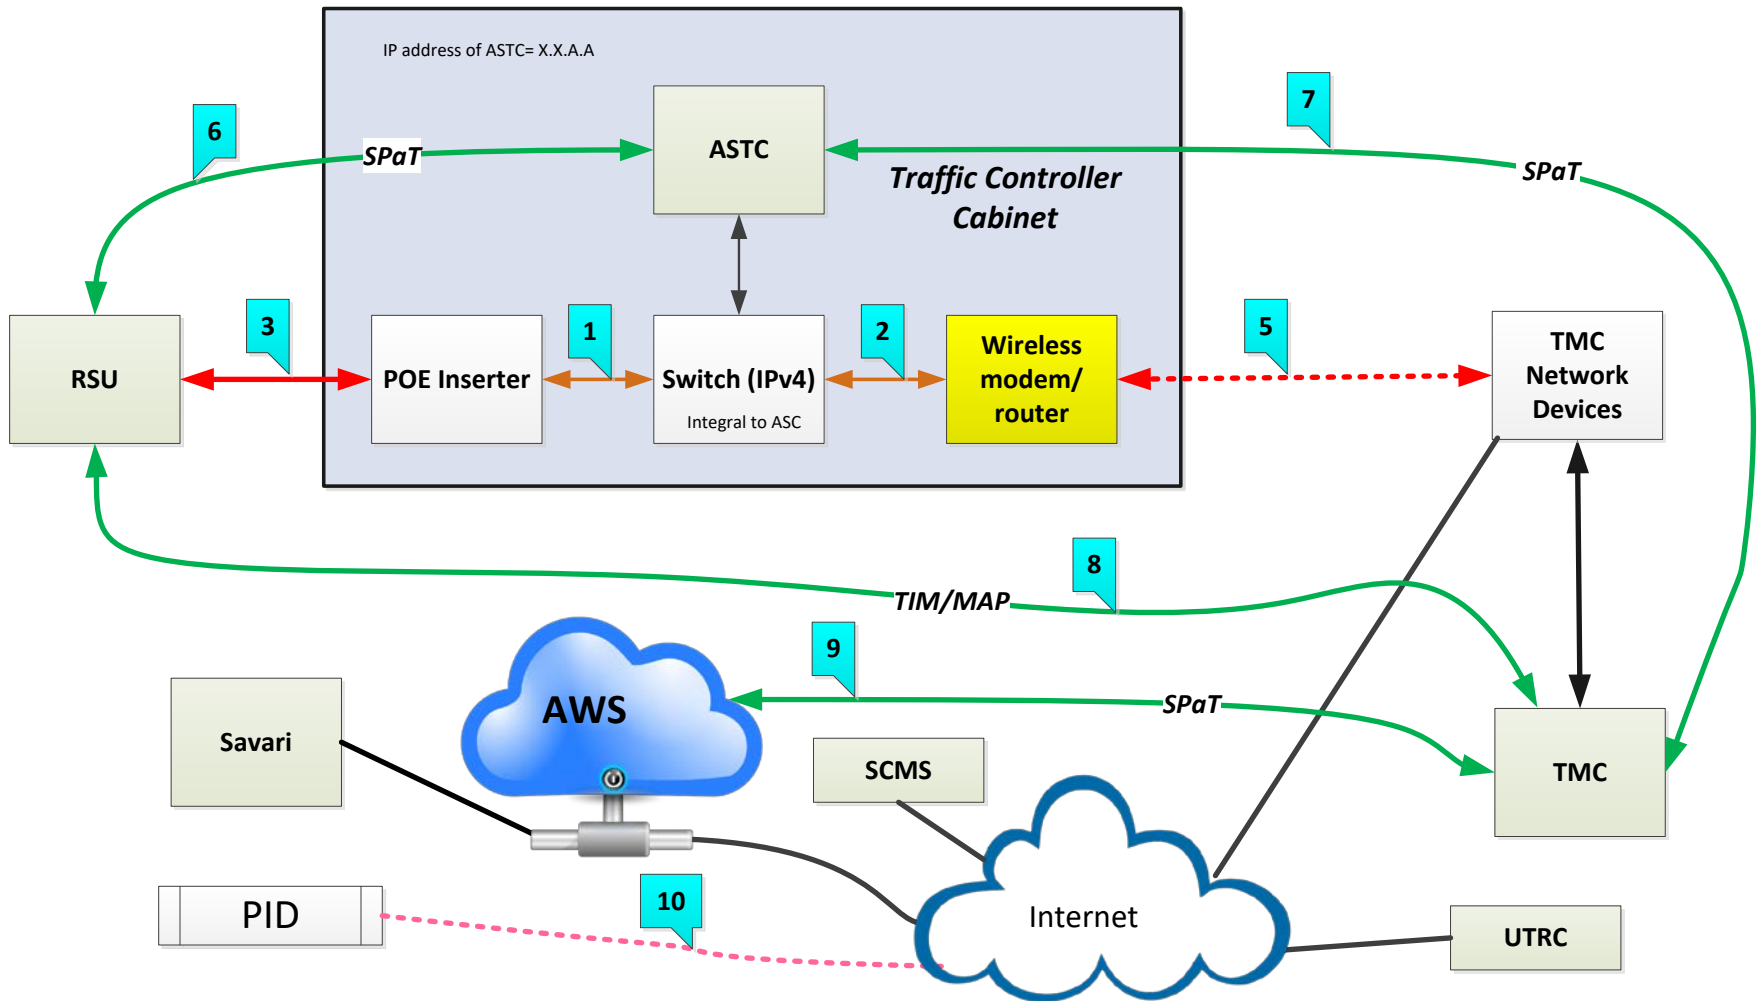 IP address of ASTC= X.X.A.A
7
6
ASTC
SPaT
Traffic Controller
Cabinet
SPaT
3
1
2
5
RSU
POE Inserter
Switch (IPv4)
Integral to ASC
Wireless
modem/
router
TMC
Network
Devices
8
TIM/MAP
9
AWS
SPaT
Savari
SCMS
TMC
10
PID
Internet
UTRC